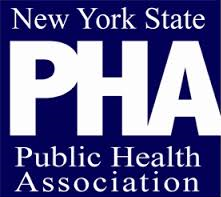 New York State
PHA
Public Health
Association